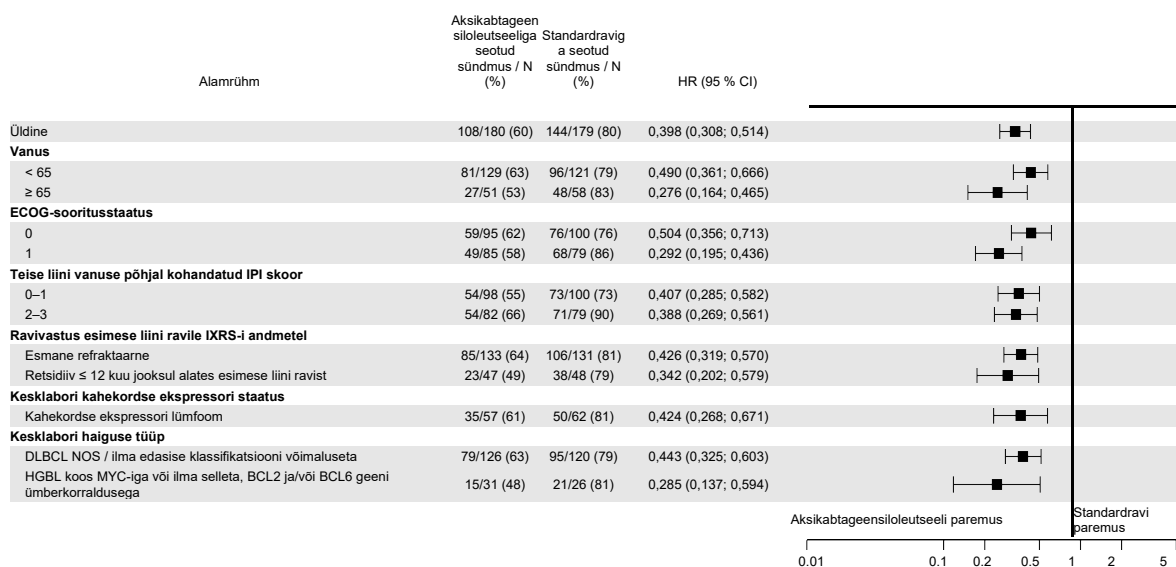 Alamrühm
Aksikabtageen
siloleutseeliga
seotud
sündmus / N
(%)
Standardravig
a seotud
sündmus / N
(%)
HR (95 % CI)
Üldine 108/180 (60) 144/179 (80) 0,398 (0,308; 0,514)
Vanus
< 65 81/129 (63) 96/121 (79) 0,490 (0,361; 0,666)
≥ 65 27/51 (53) 48/58 (83) 0,276 (0,164; 0,465)
ECOG-sooritusstaatus
0 59/95 (62) 76/100 (76) 0,504 (0,356; 0,713)
1 49/85 (58) 68/79 (86) 0,292 (0,195; 0,436)
Teise liini vanuse põhjal kohandatud IPI skoor
0–1 54/98 (55) 73/100 (73) 0,407 (0,285; 0,582)
2–3 54/82 (66) 71/79 (90) 0,388 (0,269; 0,561)
Ravivastus esimese liini ravile IXRS-i andmetel
Esmane refraktaarne 85/133 (64) 106/131 (81) 0,426 (0,319; 0,570)
Retsidiiv ≤ 12 kuu jooksul alates esimese liini ravist 23/47 (49) 38/48 (79) 0,342 (0,202; 0,579)
Kesklabori kahekordse ekspressori staatus
Kahekordse ekspressori lümfoom 35/57 (61) 50/62 (81) 0,424 (0,268; 0,671)
Kesklabori haiguse tüüp
DLBCL NOS / ilma edasise klassifikatsiooni võimaluseta 79/126 (63) 95/120 (79) 0,443 (0,325; 0,603)
HGBL koos MYC-iga või ilma selleta, BCL2 ja/või BCL6 geeni
ümberkorraldusega 15/31 (48) 21/26 (81) 0,285 (0,137; 0,594)
Aksikabtageensiloleutseeli paremus
Standardravi
paremus
0.01 0.1 0.2 0.5 1 2 5